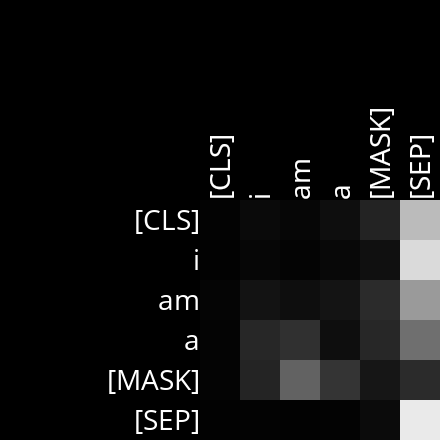 [CLS]
i
am
a
[MASK]
[SEP]
[CLS]
i
am
a
[MASK]
[SEP]